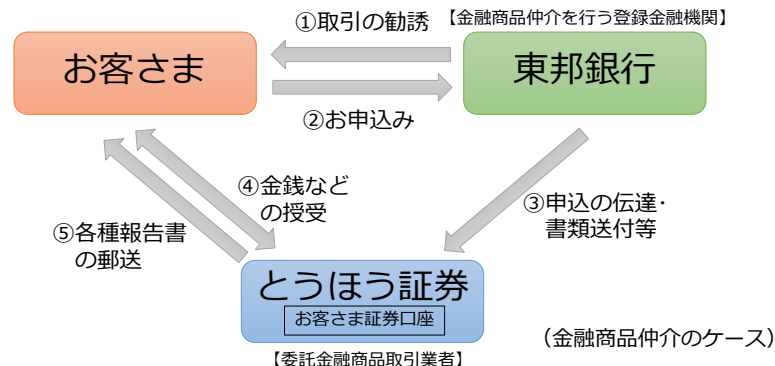 ①取引の勧誘
【金融商品仲介を行う登録金融機関】
お客さま
東邦銀行
②お申込み
④金銭など
の授受
③申込の伝達・
書類送付等
⑤各種報告書
の郵送
とうほう証券
お客さま証券口座
(金融商品仲介のケース)
【委託金融商品取引業者】